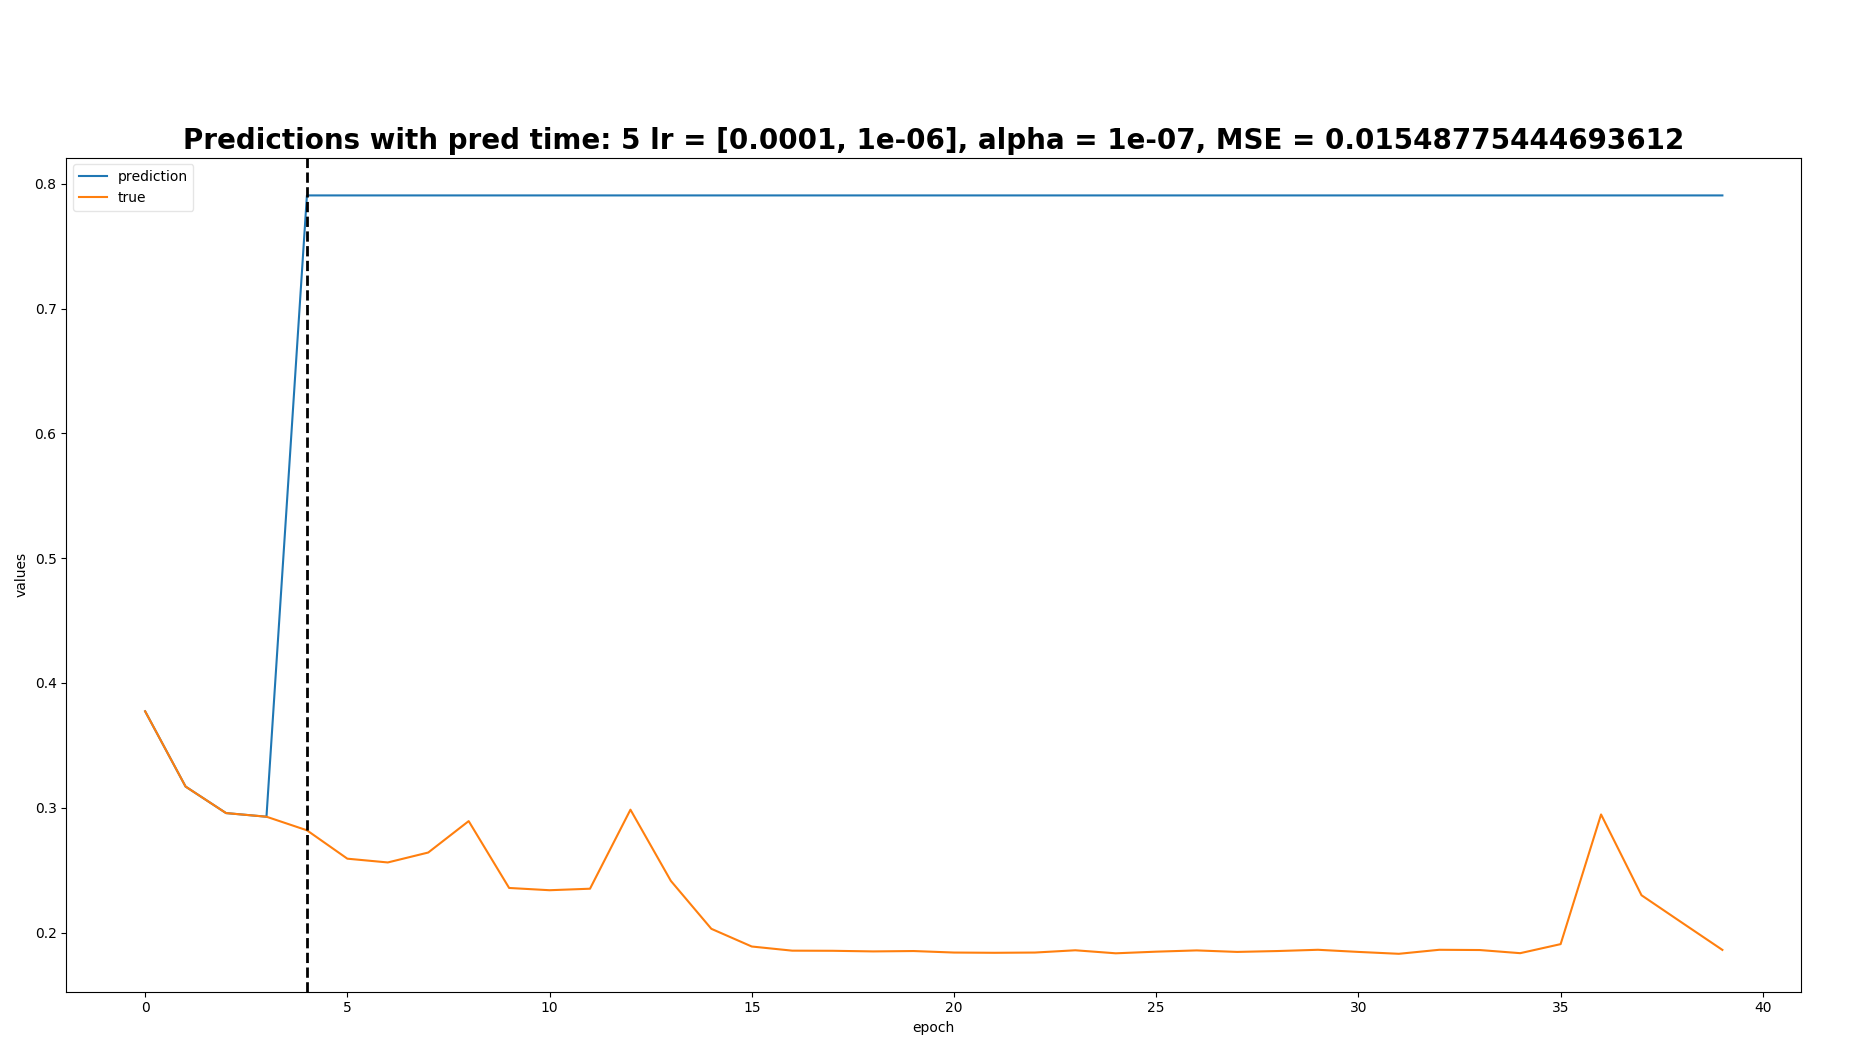 Predictions with pred time: 5 lr = [0.0001, 1e-06], alpha = 1e-07, MSE = 0.01548775444693612
prediction
true
0.8
0.7
0.6
0.5
0.4
0.3
0.2
values
0 5 10 15 20 25 30 35 40
epoch